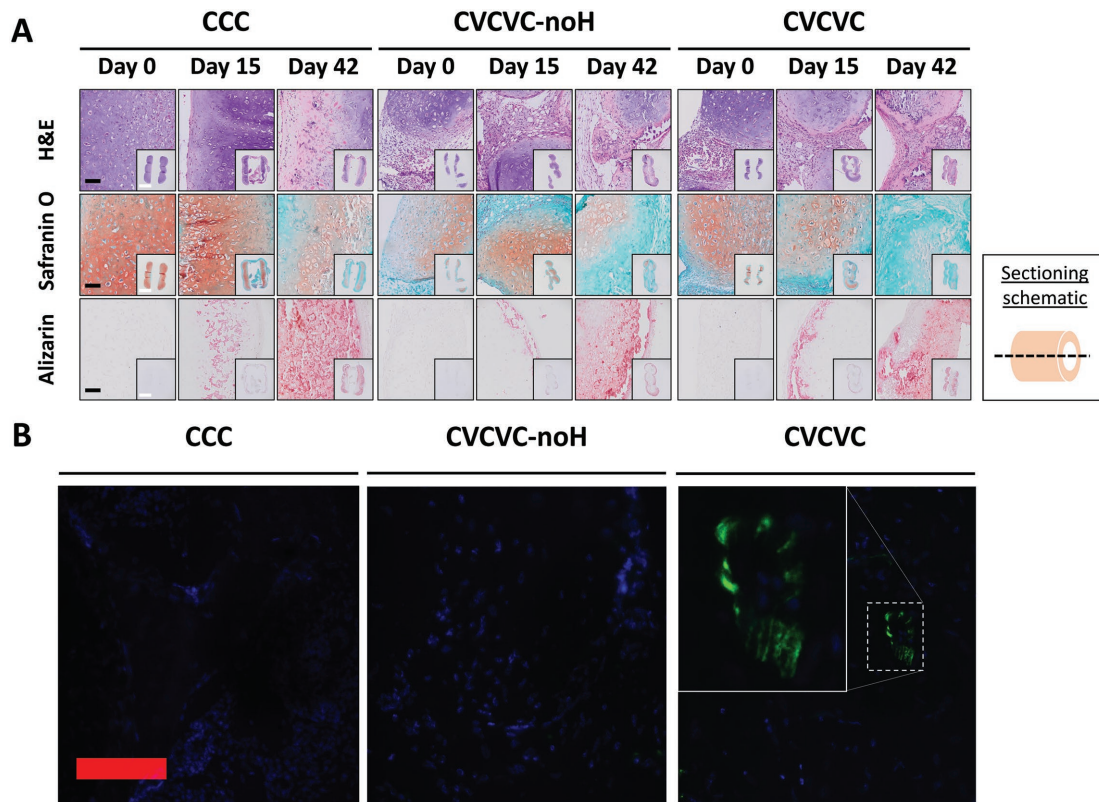 A
CCC CVCVC-noH CVCVC
Day 0 Day 15 Day 42 Day 0 Day 15 Day 42 Day 0 Day 15 Day 42
H&E
Safranin O
Alizarin
Sectioning
schematic
B
CCC CVCVC-noH CVCVC